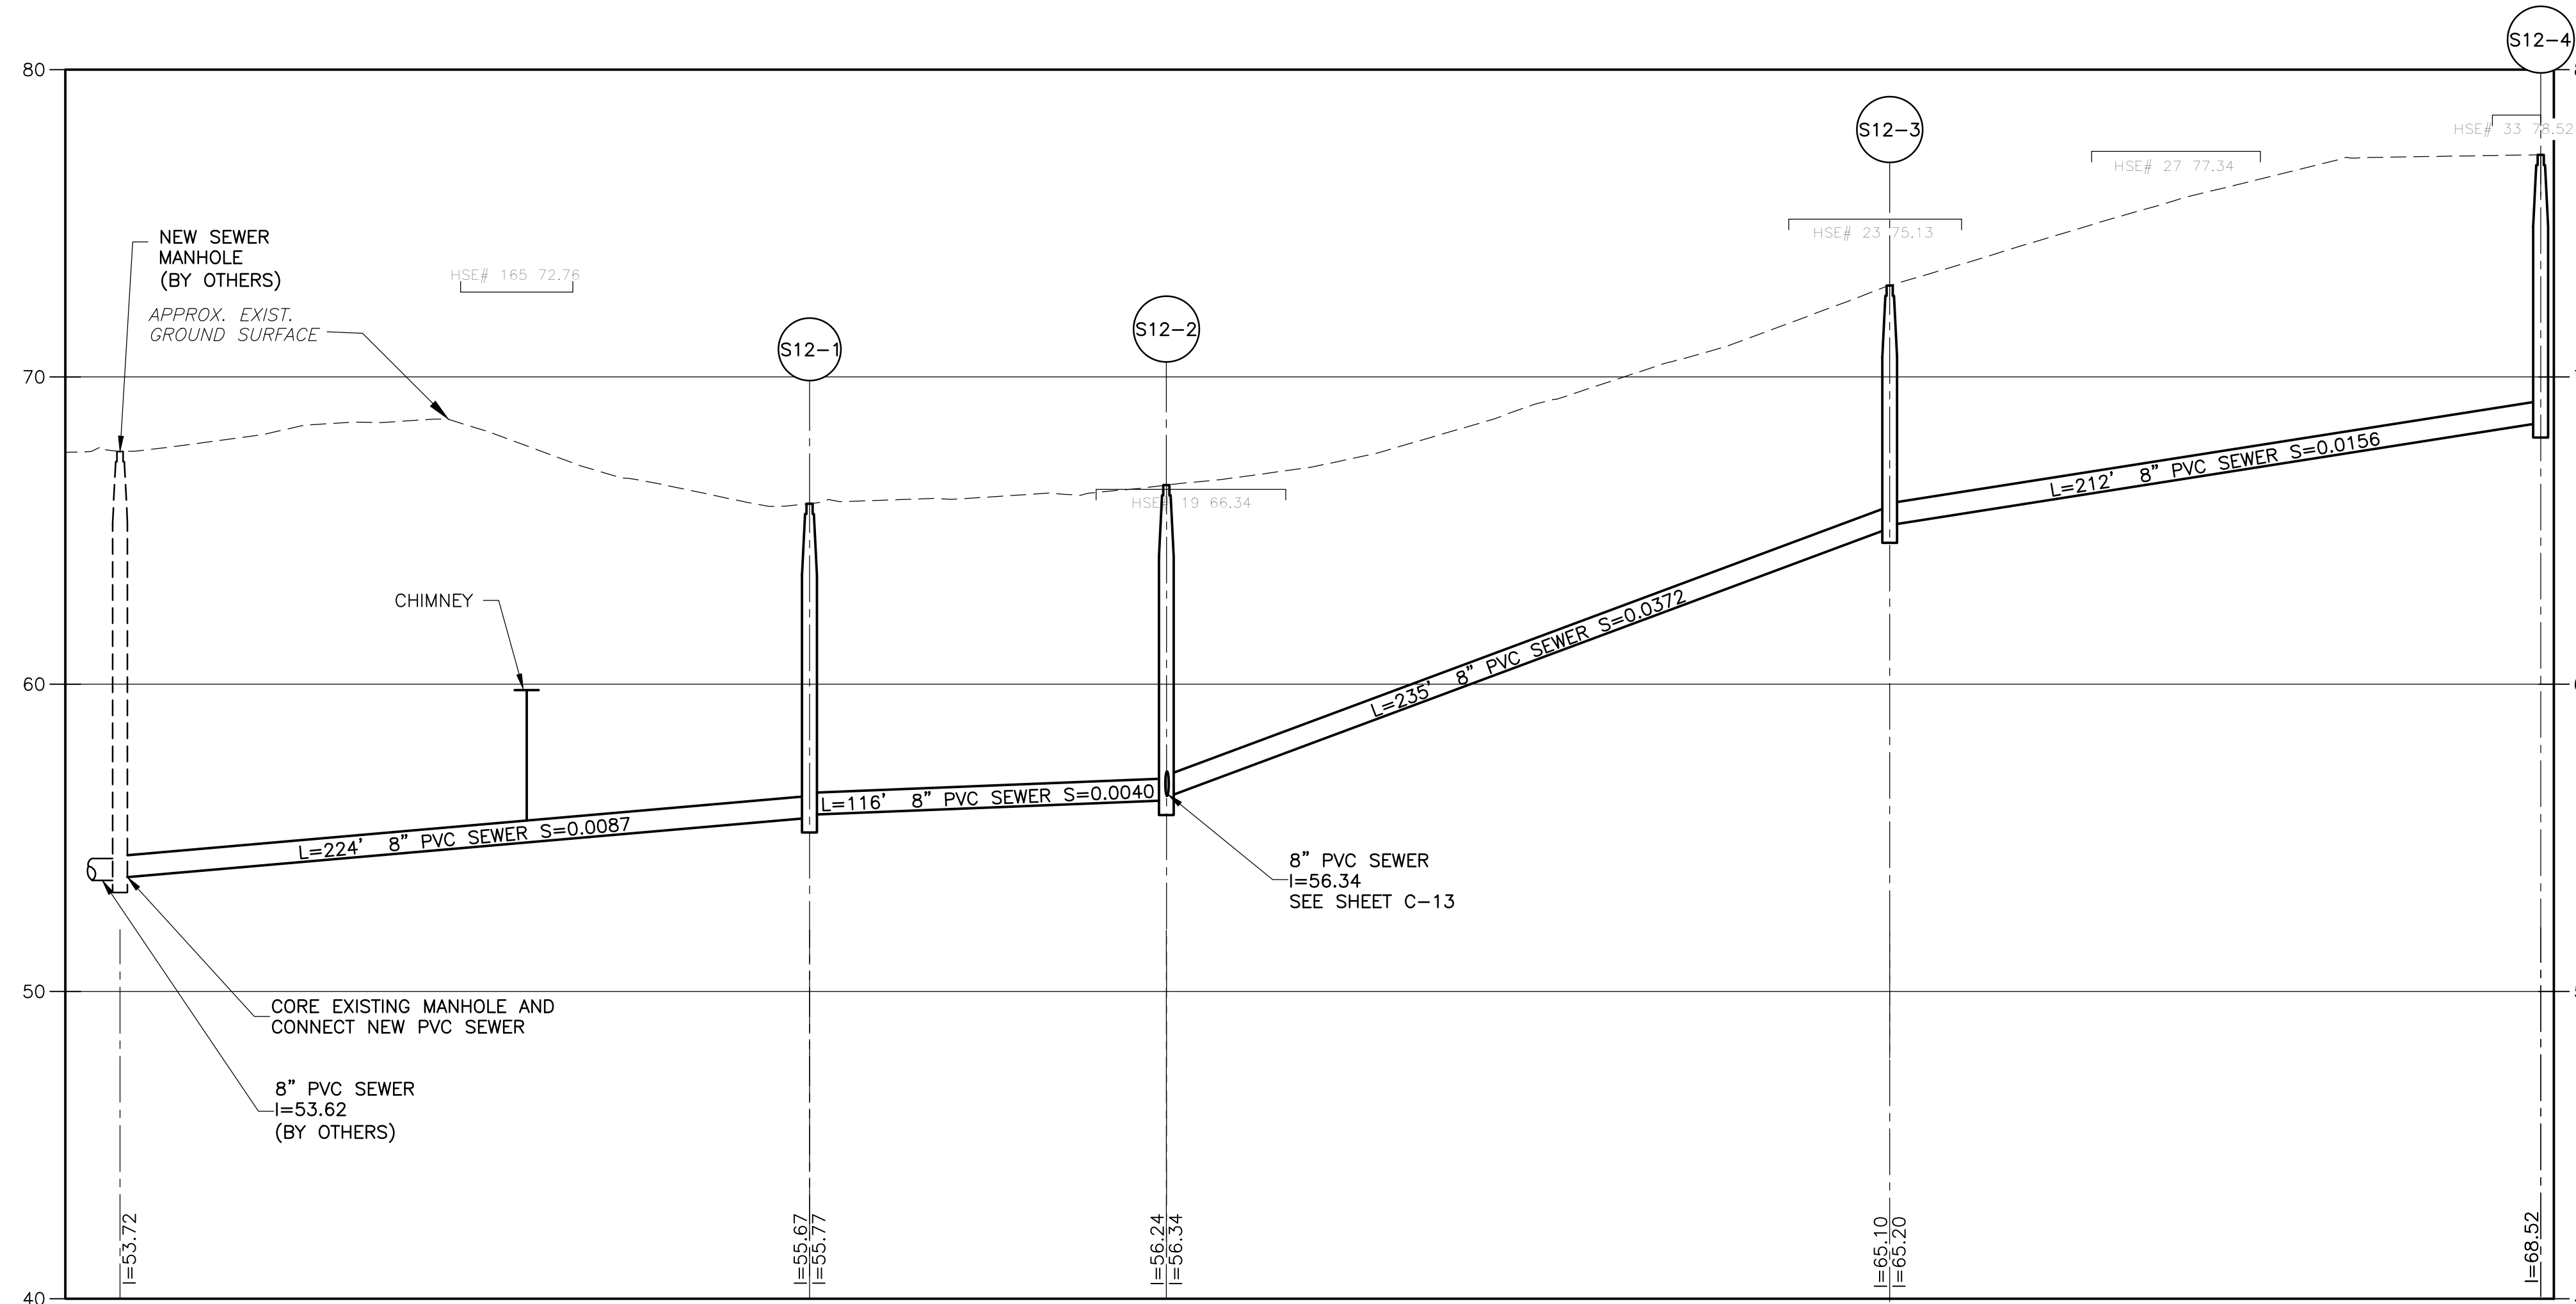 S12-4
80
S12-3
HSE# 33 78.52
HSE# 27 77.34
HSE# 23 75.13
NEW SEWER
MANHOLE
(BY OTHERS)
HSE# 165 72.76
APPROX. EXIST.
GROUND SURFACE
S12-1
S12-2
70
HSE# 19 66.34
CHIMNEY
60
L=224' 8" PVC SEWER S=0.0087
L=116' 8" PVC SEWER S=0.0040
L=235' 8" PVC SEWER S=0.0372
L=212' 8" PVC SEWER S=0.0156
8" PVC SEWER
I=56.34
SEE SHEET C-13
50
CORE EXISTING MANHOLE AND
CONNECT NEW PVC SEWER
8" PVC SEWER
I=53.62
(BY OTHERS)
I=53.72
I=55.67
I=55.77
I=56.24
I=56.34
I=65.10
I=65.20
I=68.52
40